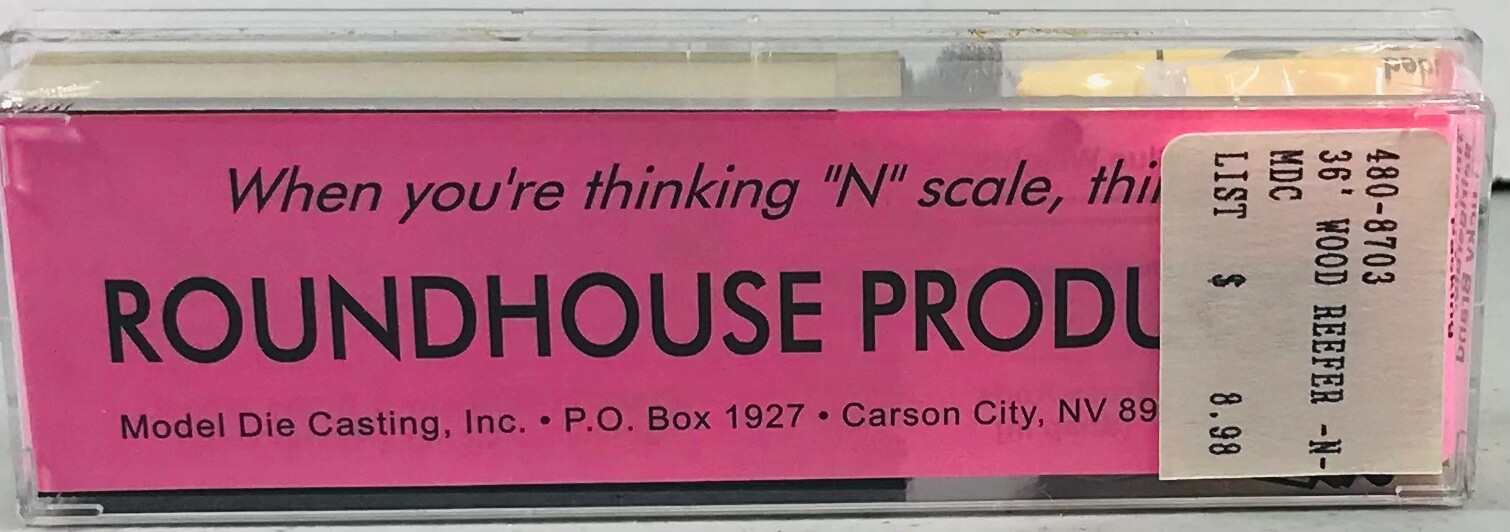 When you're thinking "N" scale, thi
ROUNDHOUSE PRODU
Model Die Casting, Inc. • P.O. Box 1927 • Carson City, NV 89
480-8703
36' WOOD REEFER -N-
MDC
LIST $ 8.98